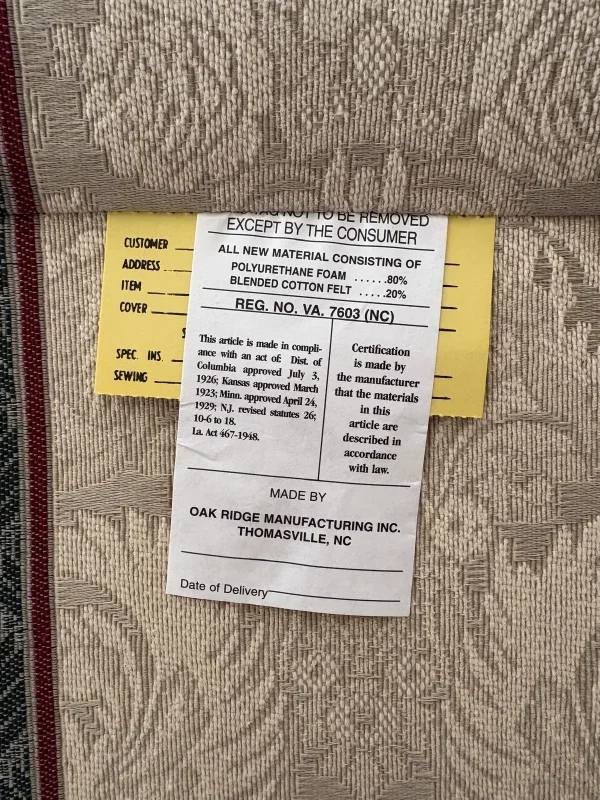 NOT TO BE REMOVED
EXCEPT BY THE CONSUMER
ALL NEW MATERIAL CONSISTING OF
POLYURETHANE FOAM ......80%
BLENDED COTTON FELT .....20%
REG. NO. VA. 7603 (NC)
This article is made in compli-
ance with an act of Dist. of
Columbia approved July 3,
1926; Kansas approved March
1923; Minn. approved April 24,
1929; N.J. revised statutes 26;
10-6 to 18.
La. Act 467-1948.
Certification
is made by
the manufacturer
that the materials
in this
article are
described in
accordance
with law.
MADE BY
OAK RIDGE MANUFACTURING INC.
THOMASVILLE, NC
Date of Delivery
CUSTOMER
ADDRESS
ITEM
COVER
S
SPEC. INS.
SEWING